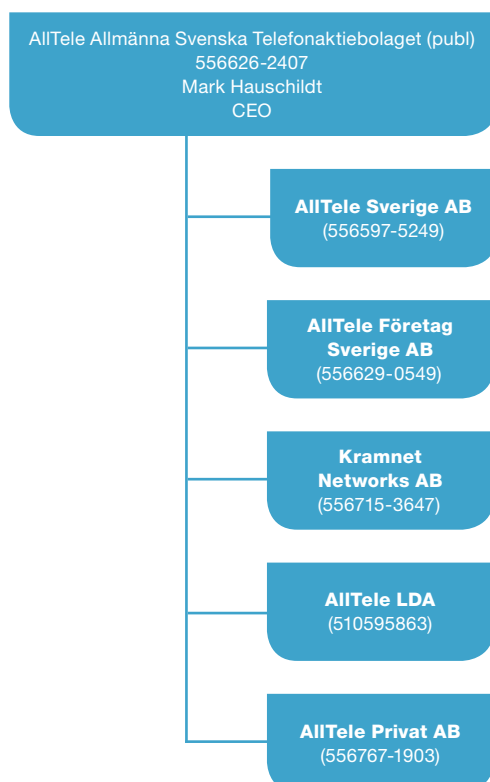 AllTele Allmänna Svenska Telefonaktiebolaget (publ)
556626-2407
Mark Hauschildt
CEO
AllTele Sverige AB
(556597-5249)
AllTele Företag
Sverige AB
(556629-0549)
Kramnet
Networks AB
(556715-3647)
AllTele LDA
(510595863)
AllTele Privat AB
(556767-1903)